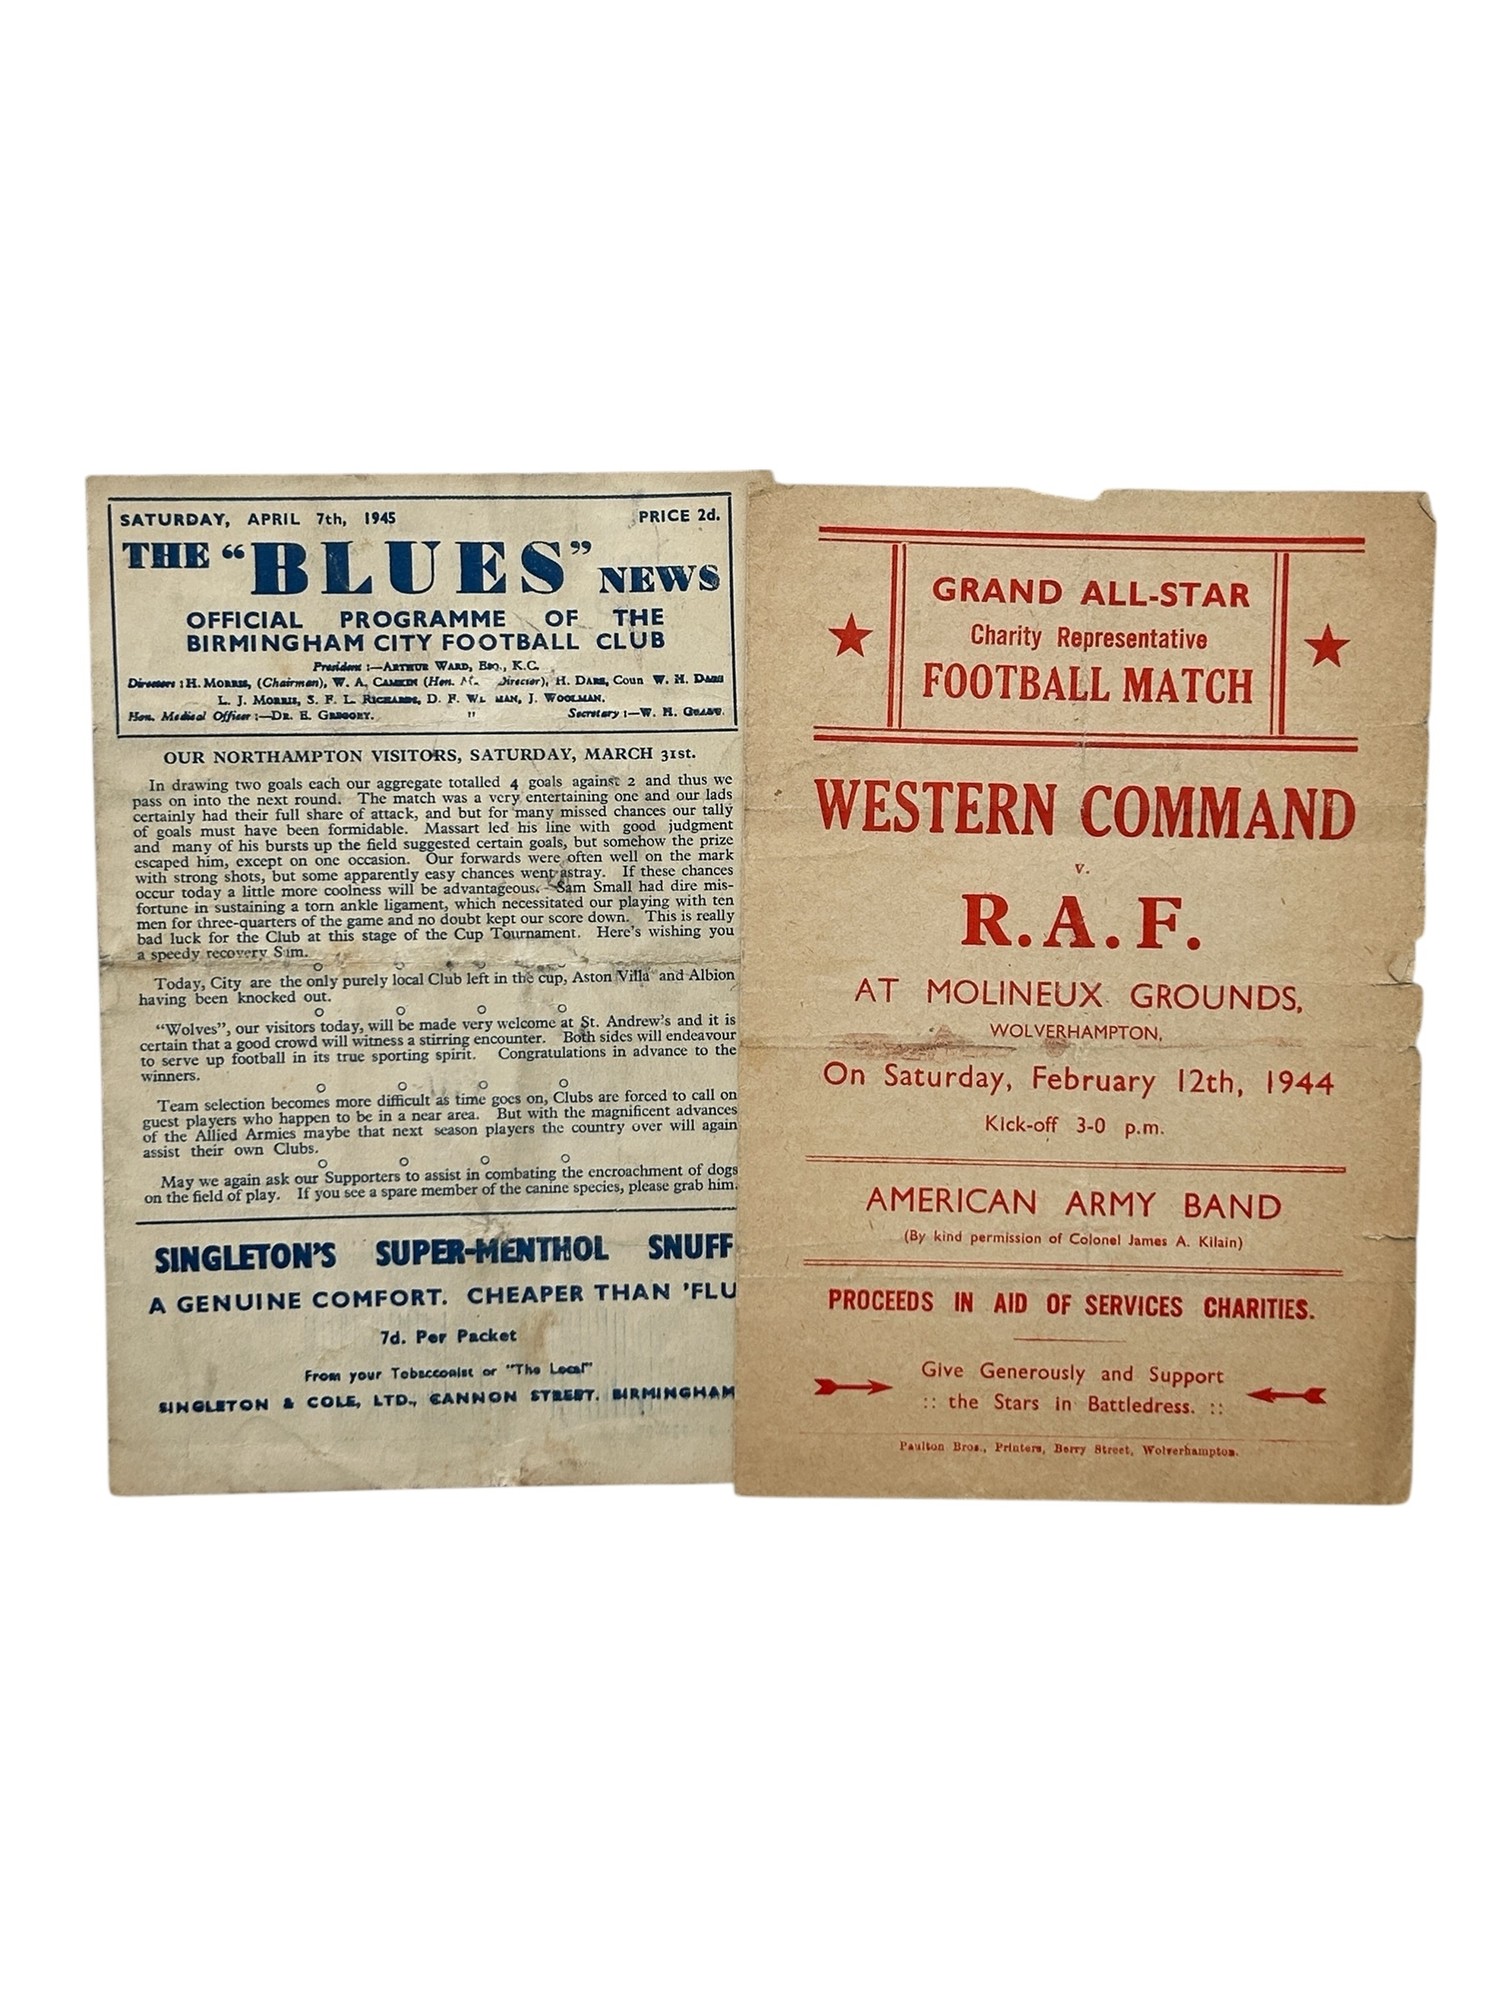 SATURDAY, APRIL 7th, 1945 PRICE 2d.
THE "BLUES" NEWS
OFFICIAL PROGRAMME OF THE
BIRMINGHAM CITY FOOTBALL CLUB
President :—ARTHUR WARD, ESQ., K.C.
Directors : H. MORRIS, (Chairman), W. A. CAMKIN (Hon. Director), H. DARE, Coun W. H. DARE
L. J. MORRIS, S. F. L. RICHARDS, D. F. J. WOOLMAN.
Hon. Medical Officer :—DR. E. GREGORY. Secretary :—W. H.
OUR NORTHAMPTON VISITORS, SATURDAY, MARCH 31st.
In drawing two goals each our aggregate totalled 4 goals against 2 and thus we
pass on into the next round. The match was a very entertaining one and our lads
certainly had their full share of attack, and but for many missed chances our tally
of goals must have been formidable. Massart led his line with good judgment
and many of his bursts up the field suggested certain goals, but somehow the prize
escaped him, except on one occasion. Our forwards were often well on the mark
with strong shots, but some apparently easy chances went astray. If these chances
occur today a little more coolness will be advantageous. Sam Small had dire mis-
fortune in sustaining a torn ankle ligament, which necessitated our playing with ten
men for three-quarters of the game and no doubt kept our score down. This is really
bad luck for the Club at this stage of the Cup Tournament. Here's wishing you
a speedy recovery Sam.
Today, City are the only purely local Club left in the cup, Aston Villa and Albion
having been knocked out.
"Wolves", our visitors today, will be made very welcome at St. Andrew's and it is
certain that a good crowd will witness a stirring encounter. Both sides will endeavour
to serve up football in its true sporting spirit. Congratulations in advance to the
winners.
Team selection becomes more difficult as time goes on, Clubs are forced to call on
guest players who happen to be in a near area. But with the magnificent advances
of the Allied Armies maybe that next season players the country over will again
assist their own Clubs.
May we again ask our Supporters to assist in combating the encroachment of dogs
on the field of play. If you see a spare member of the canine species, please grab him.
SINGLETON'S SUPER-MENTHOL SNUFF
A GENUINE COMFORT. CHEAPER THAN 'FLU
7d. Per Packet
From your Tobacconist or "The Local"
SINGLETON & COLE, LTD., CANNON STREET, BIRMINGHAM
GRAND ALL-STAR
Charity Representative
FOOTBALL MATCH
WESTERN COMMAND
v.
R.A.F.
AT MOLINEUX GROUNDS,
WOLVERHAMPTON,
On Saturday, February 12th, 1944
Kick-off 3-0 p.m.
AMERICAN ARMY BAND
(By kind permission of Colonel James A. Kilain)
PROCEEDS IN AID OF SERVICES CHARITIES.
Give Generously and Support
:: the Stars in Battledress. ::
Paulton Bros., Printers, Berry Street, Wolverhampton.